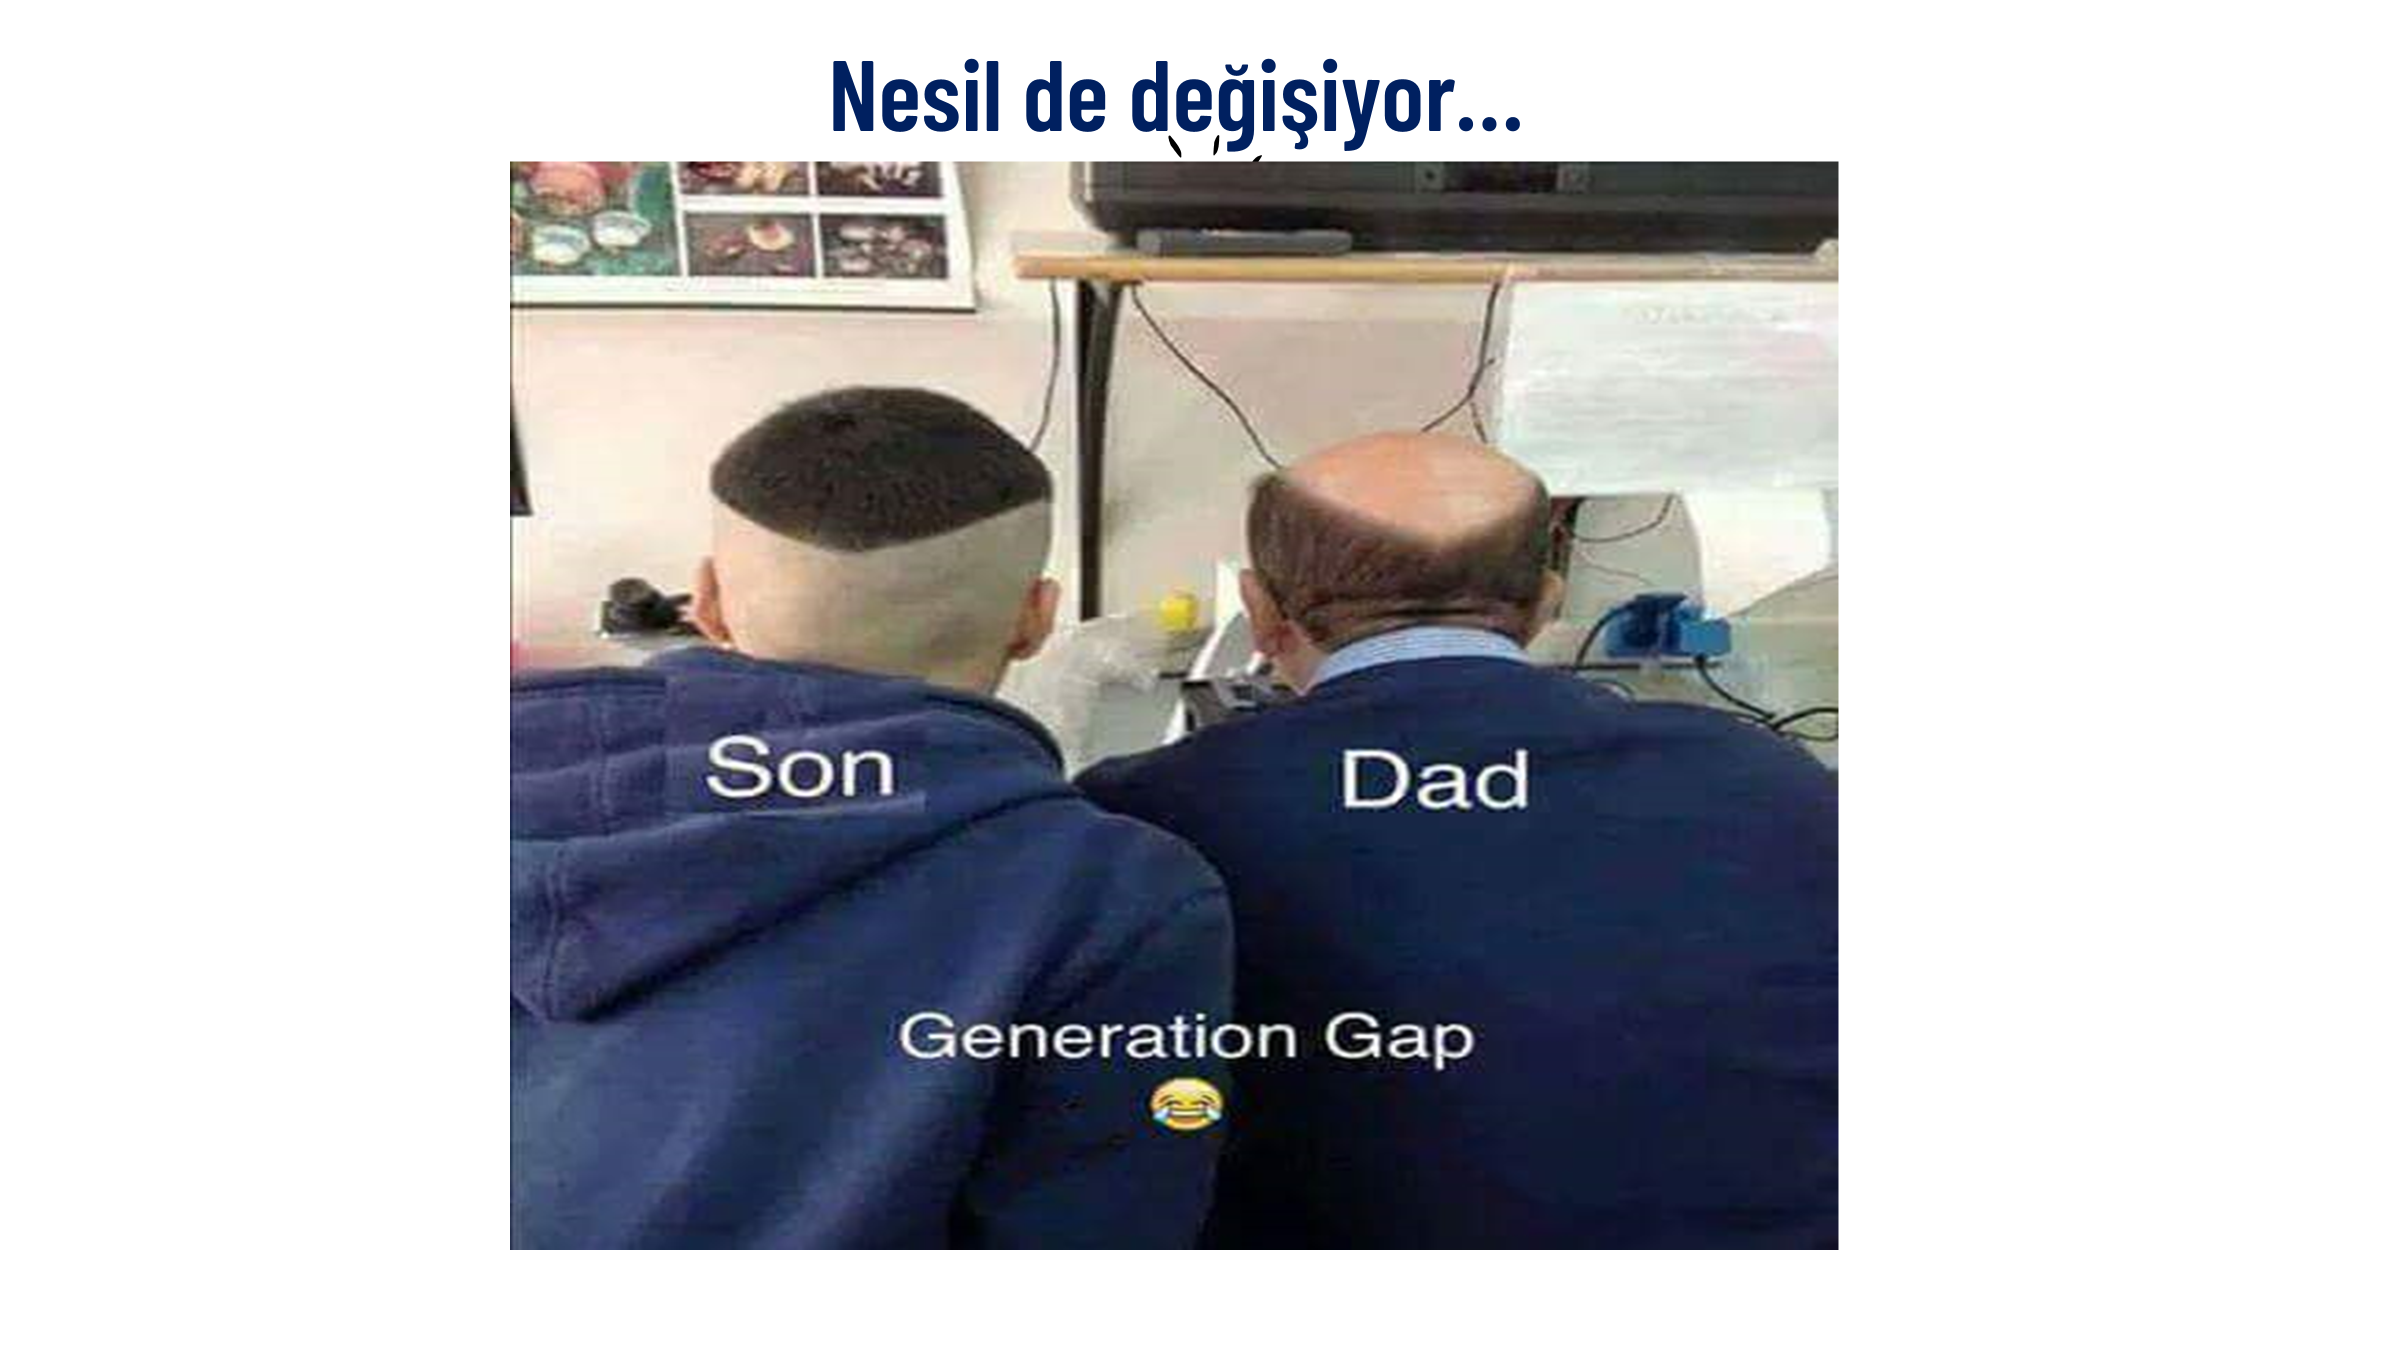 Nesil de değişiyor...
Son
Dad
Generation Gap
😂